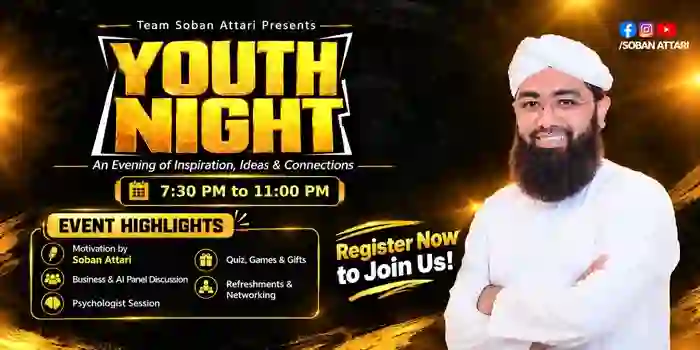 Team Soban Attari Presents
YOUTH
NIGHT
An Evening of Inspiration, Ideas & Connections
7:30 PM to 11:00 PM
EVENT HIGHLIGHTS
Motivation by
Soban Attari
Business & AI Panel Discussion
Psychologist Session
Quiz, Games & Gifts
Refreshments &
Networking
Register Now
to Join Us!
/SOBAN ATTARI